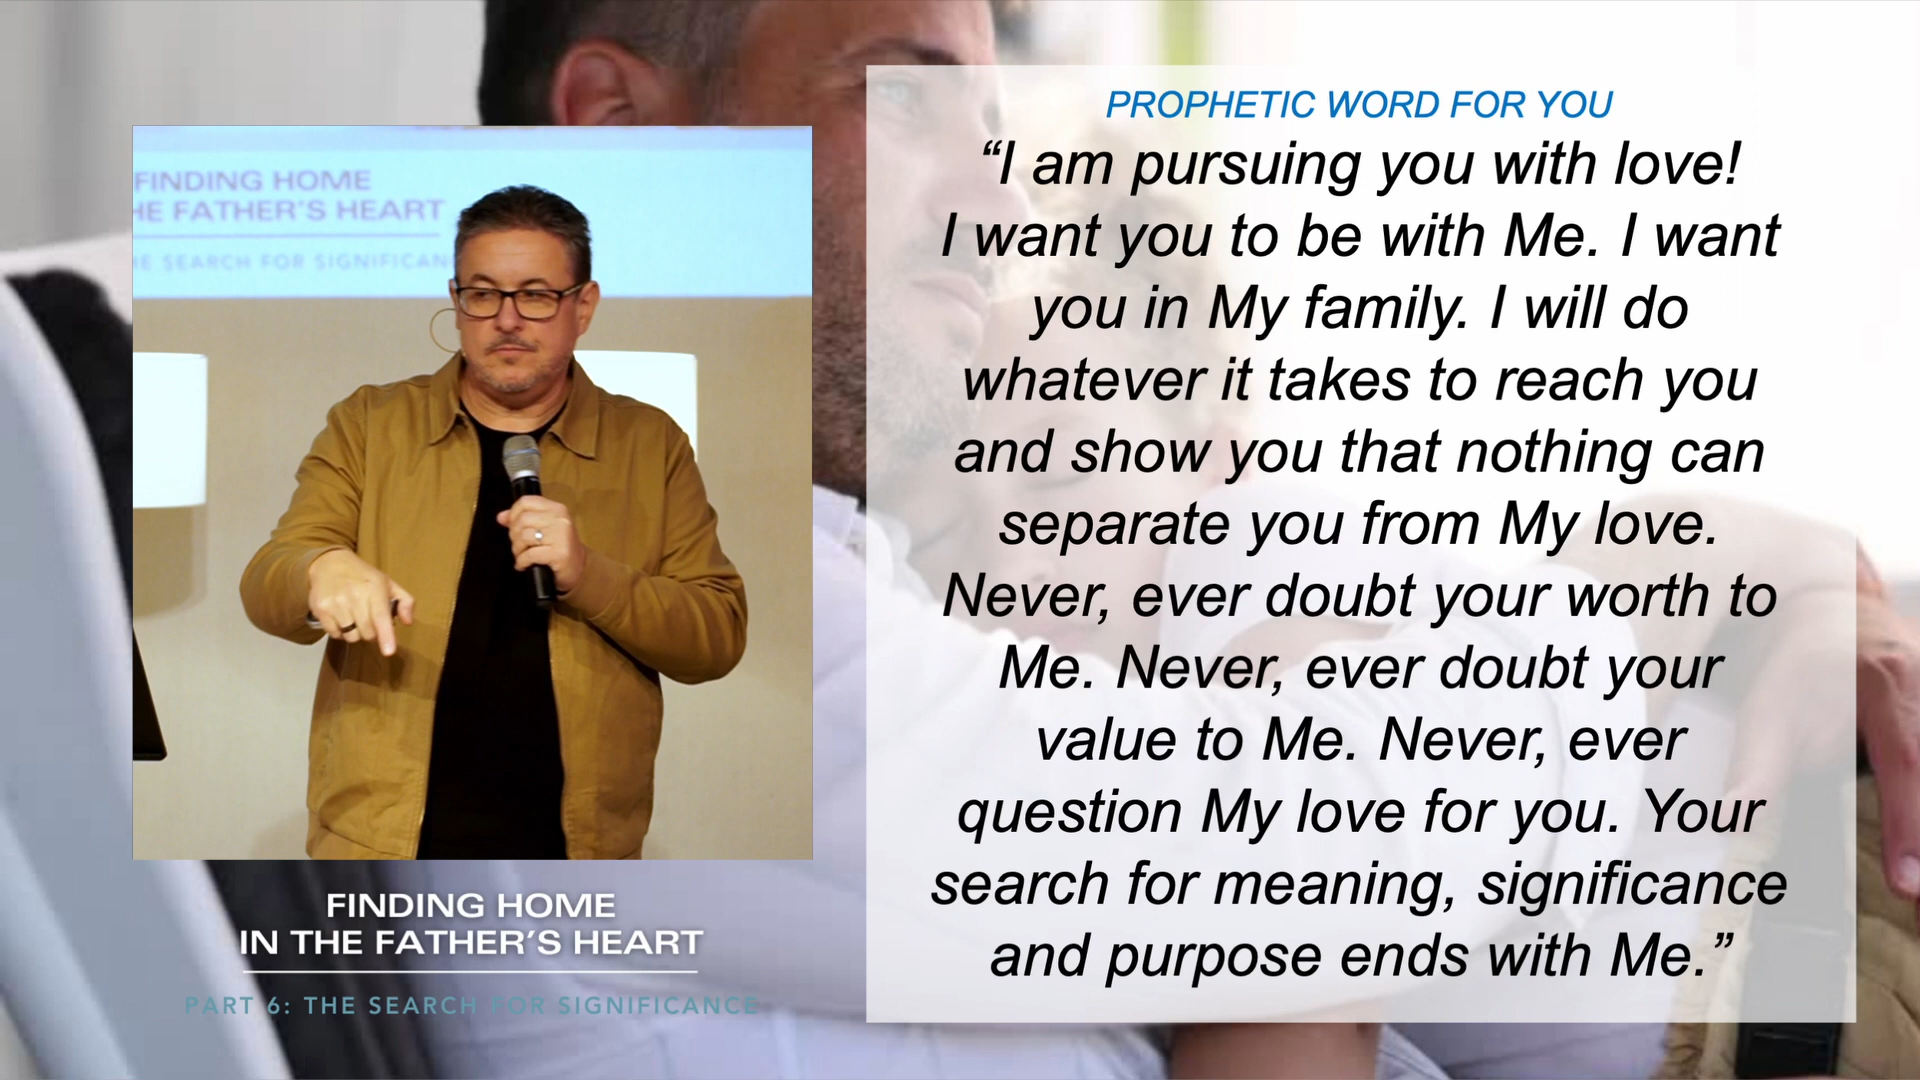 FINDING HOME
HE FATHER'S HEART
HE SEARCH FOR SIGNIFICAN
FINDING HOME
IN THE FATHER'S HEART
PART 6: THE SEARCH FOR SIGNIFICANCE
PROPHETIC WORD FOR YOU
“I am pursuing you with love!
I want you to be with Me. I want
you in My family. I will do
whatever it takes to reach you
and show you that nothing can
separate you from My love.
Never, ever doubt your worth to
Me. Never, ever doubt your
value to Me. Never, ever
question My love for you. Your
search for meaning, significance
and purpose ends with Me.”